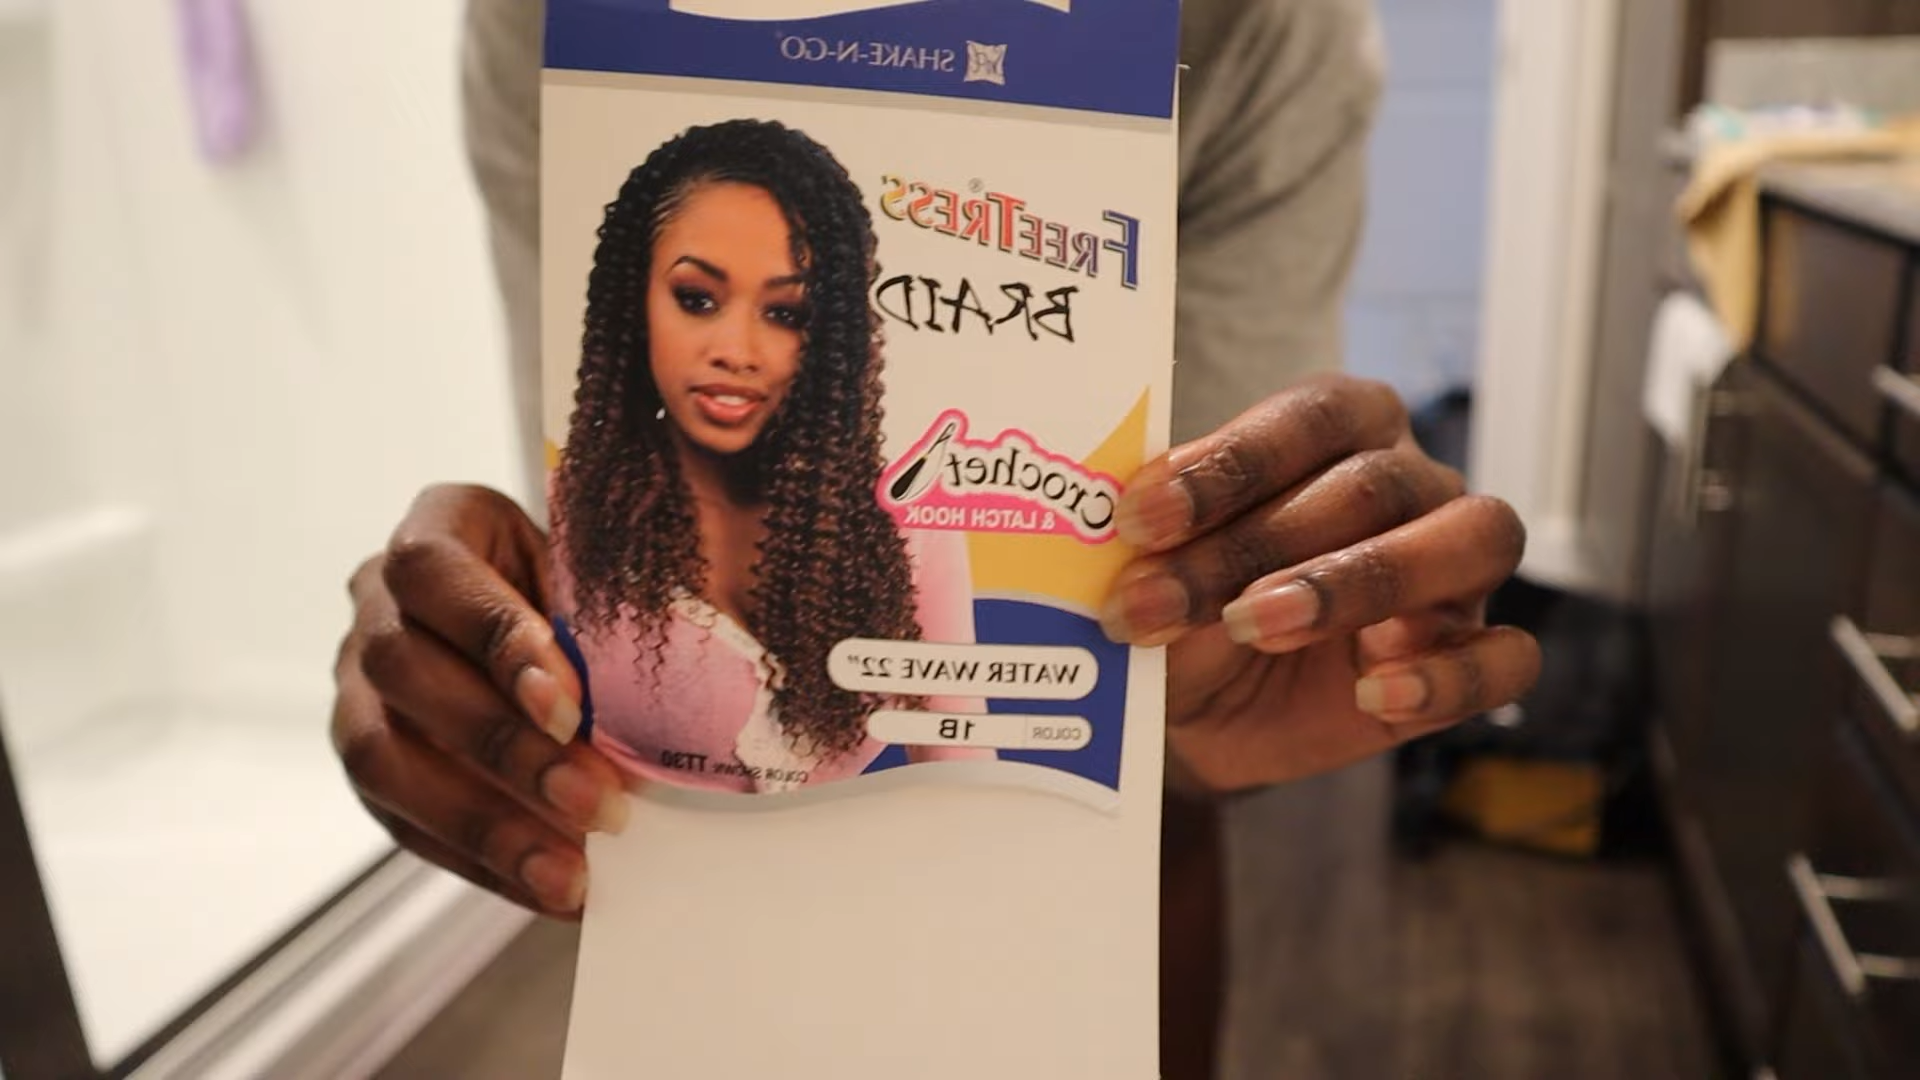 SHAKE-N-GO
FREETRESS®
BRAID
Crochet
& LATCH HOOK
WATER WAVE 22"
COLOR 1B
COLOR SHOWN: TT30